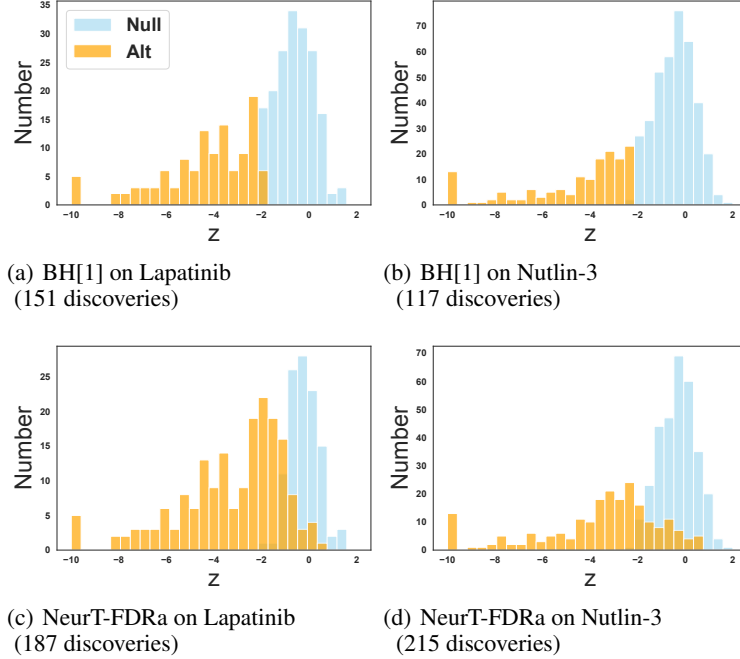 35
30
25
20
15
10
5
0
Number
Null
Alt
−10 −8 −6 −4 −2 0 2
z
70
60
50
40
30
20
10
0
Number
−10 −8 −6 −4 −2 0 2
z
(a) BH[1] on Lapatinib
(151 discoveries)
(b) BH[1] on Nutlin-3
(117 discoveries)
25
20
15
10
5
0
Number
−10 −8 −6 −4 −2 0 2
z
70
60
50
40
30
20
10
0
Number
−10 −8 −6 −4 −2 0 2
z
(c) NeurT-FDRa on Lapatinib
(187 discoveries)
(d) NeurT-FDRa on Nutlin-3
(215 discoveries)